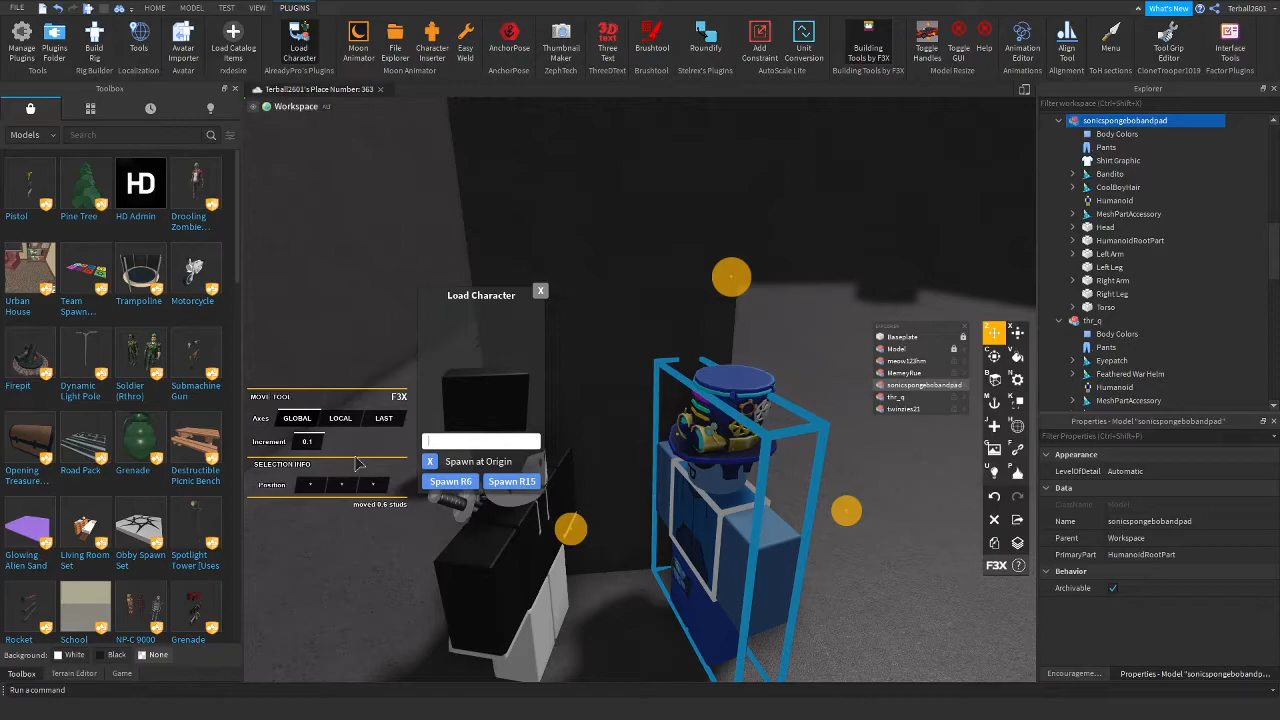 FILE HOME MODEL TEST VIEW PLUGINS What's New Terball2601
Manage Plugins Plugins Folder Build Rig Tools Avatar Importer Load Catalog Items Load Character Moon Animator File Explorer Character Inserter Easy Weld AnchorPose Thumbnail Maker Three Text Brushtool Roundify Add Constraint Unit Conversion Building Tools by F3X Toggle Handles Toggle GUI Help Animation Editor Align Tool Menu Tool Grip Editor Interface Tools
Tools Rig Builder Localization Avatar rxdesire AlreadyPro's Plugins Moon Animator AnchorPose ZephTech ThreeDText Brushtool Stelrex's Plugins AutoScale Lite Building Tools by F3X Model Resize Animations Alignment ToH sections CloneTrooper1019 Factor Plugins
Toolbox
Terball2601's Place Number: 363
Workspace
Models Search
Pistol Pine Tree HD Admin Drooling Zombie...
HD
Urban House Team Spawn... Trampoline Motorcycle
Firepit Dynamic Light Pole Soldier (Rthro) Submachine Gun
Opening Treasure... Road Pack Grenade Destructible Picnic Bench
Glowing Alien Sand Living Room Set Obby Spawn Set Spotlight Tower [Uses
Rocket School NP-C 9000 Grenade
Background: White Black None
Toolbox Terrain Editor Game
Run a command
MOVE TOOL F3X
Axes GLOBAL LOCAL LAST
Increment 0.1
SELECTION INFO
Position * * *
moved 0.6 studs
Load Character X
X Spawn at Origin
Spawn R6 Spawn R15
EXPLORER
Baseplate
Model
meow123hm
MemeyRue
sonicspongebobandpad
thr_q
twinzies21
F3X ?
Explorer
Filter workspace (Ctrl+Shift+X)
sonicspongebobandpad
Body Colors
Pants
Shirt Graphic
Bandito
CoolBoyHair
Humanoid
MeshPartAccessory
Head
HumanoidRootPart
Left Arm
Left Leg
Right Arm
Right Leg
Torso
thr_q
Body Colors
Pants
Eyepatch
Feathered War Helm
Humanoid
MeshPartAccessory
Properties - Model "sonicspongebobandpad"
Filter Properties (Ctrl+Shift+P)
Appearance
LevelOfDetail Automatic
Data
ClassName Model
Name sonicspongebobandpad
Parent Workspace
PrimaryPart HumanoidRootPart
Behavior
Archivable
Encourageme... Properties - Model "sonicspongebobandp...